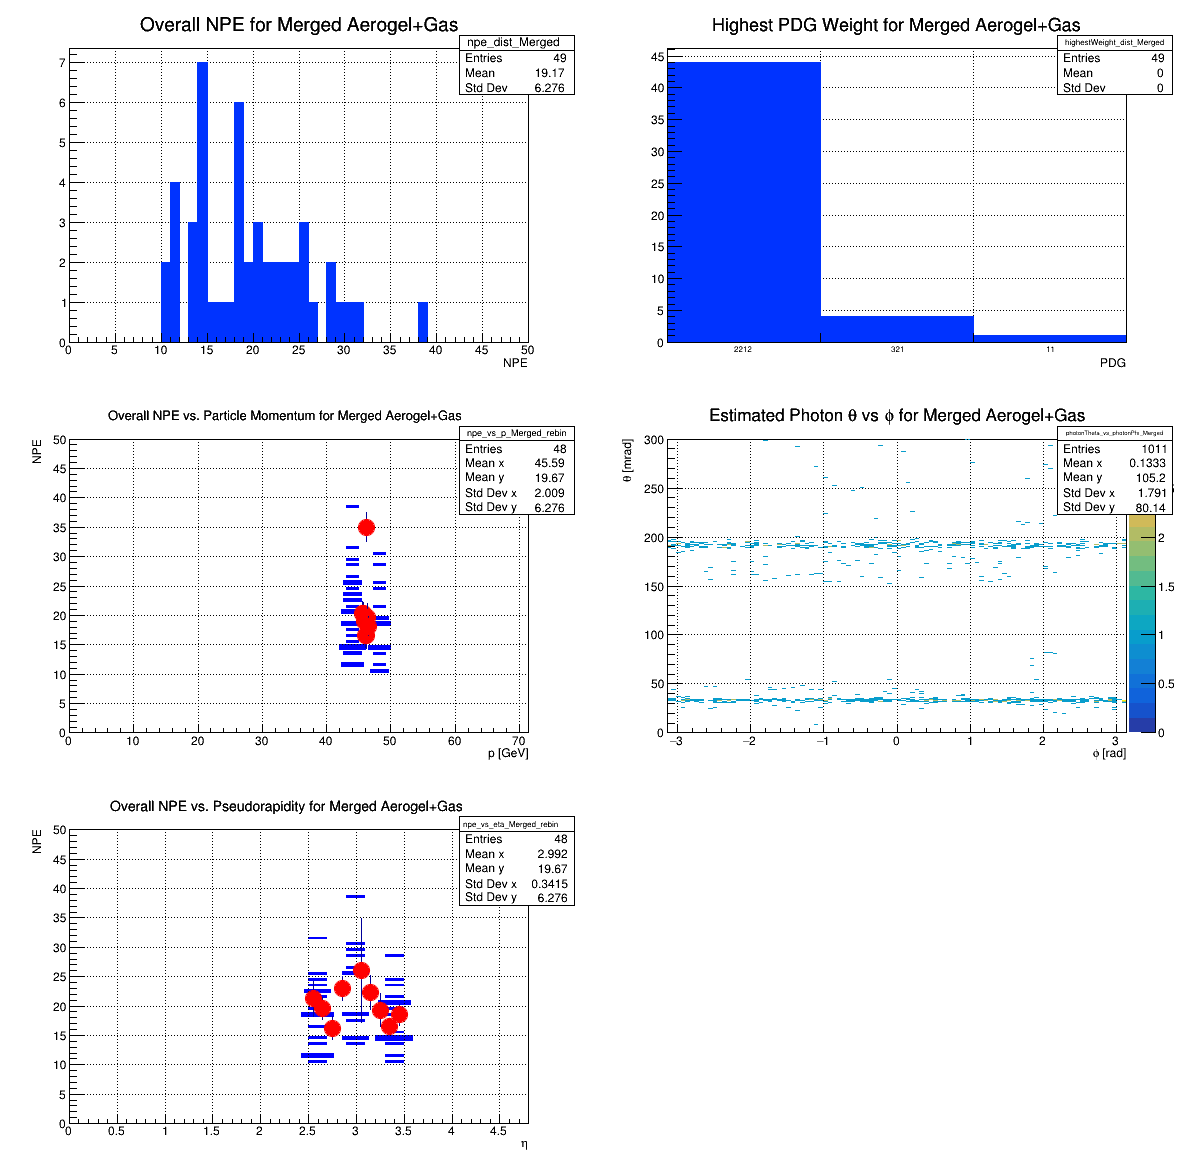 Overall NPE for Merged Aerogel+Gas
npe_dist_Merged
Entries 49
Mean 19.17
Std Dev 6.276
7
6
5
4
3
2
1
0
0 5 10 15 20 25 30 35 40 45 50
NPE
Highest PDG Weight for Merged Aerogel+Gas
highestWeight_dist_Merged
Entries 49
Mean 0
Std Dev 0
45
40
35
30
25
20
15
10
5
0
2212 321 11
PDG
Overall NPE vs. Particle Momentum for Merged Aerogel+Gas
npe_vs_p_Merged_rebin
Entries 48
Mean x 45.59
Mean y 19.67
Std Dev x 2.009
Std Dev y 6.276
NPE
50
45
40
35
30
25
20
15
10
5
0
0 10 20 30 40 50 60 70
p [GeV]
Estimated Photon θ vs ϕ for Merged Aerogel+Gas
photonTheta_vs_photonPhi_Merged
Entries 1011
Mean x 0.1333
Mean y 105.2
Std Dev x 1.791
Std Dev y 80.14
θ [mrad]
300
250
200
150
100
50
0
−3 −2 −1 0 1 2 3
ϕ [rad]
2
1.5
1
0.5
0
Overall NPE vs. Pseudorapidity for Merged Aerogel+Gas
npe_vs_eta_Merged_rebin
Entries 48
Mean x 2.992
Mean y 19.67
Std Dev x 0.3415
Std Dev y 6.276
NPE
50
45
40
35
30
25
20
15
10
5
0
0 0.5 1 1.5 2 2.5 3 3.5 4 4.5
η